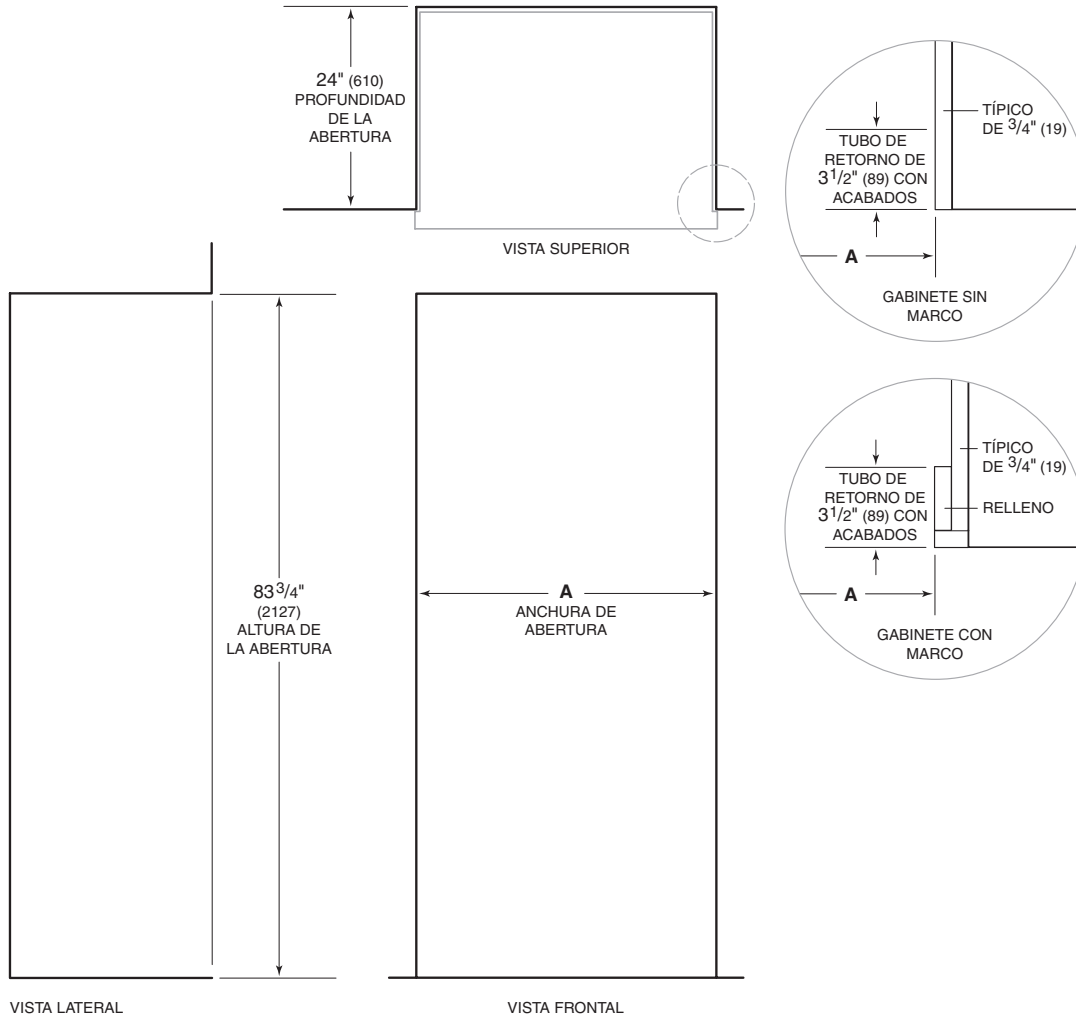 24" (610)
PROFUNDIDAD
DE LA
ABERTURA
VISTA SUPERIOR
TÍPICO
DE 3/4" (19)
TUBO DE
RETORNO DE
3 1/2" (89) CON
ACABADOS
A
GABINETE SIN
MARCO
TÍPICO
DE 3/4" (19)
TUBO DE
RETORNO DE
3 1/2" (89) CON
ACABADOS
RELLENO
A
GABINETE CON
MARCO
83 3/4"
(2127)
ALTURA DE
LA ABERTURA
A
ANCHURA DE
ABERTURA
VISTA LATERAL
VISTA FRONTAL